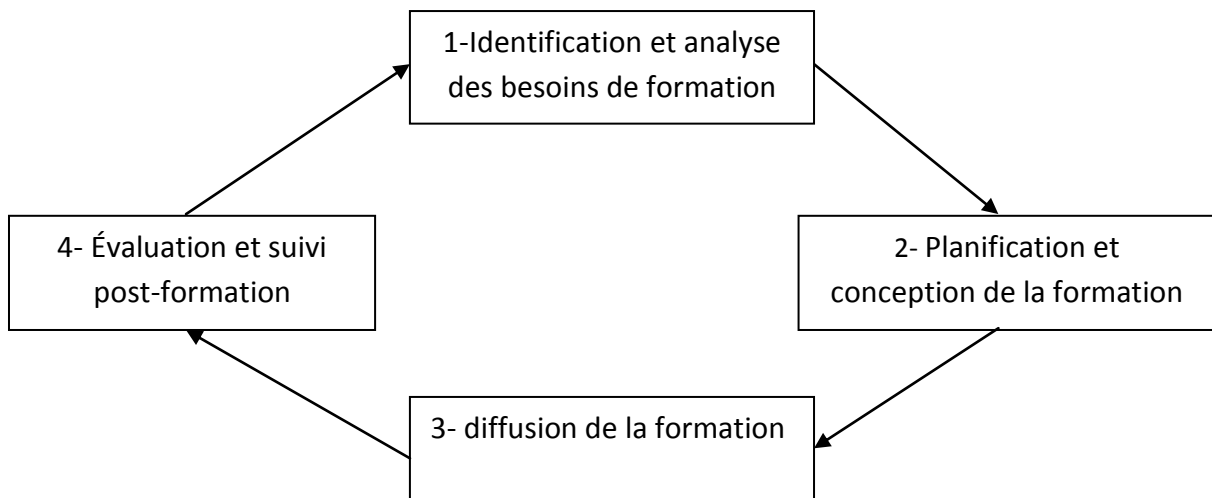 1-Identification et analyse
des besoins de formation
2- Planification et
conception de la formation
3- diffusion de la formation
4- Évaluation et suivi
post-formation